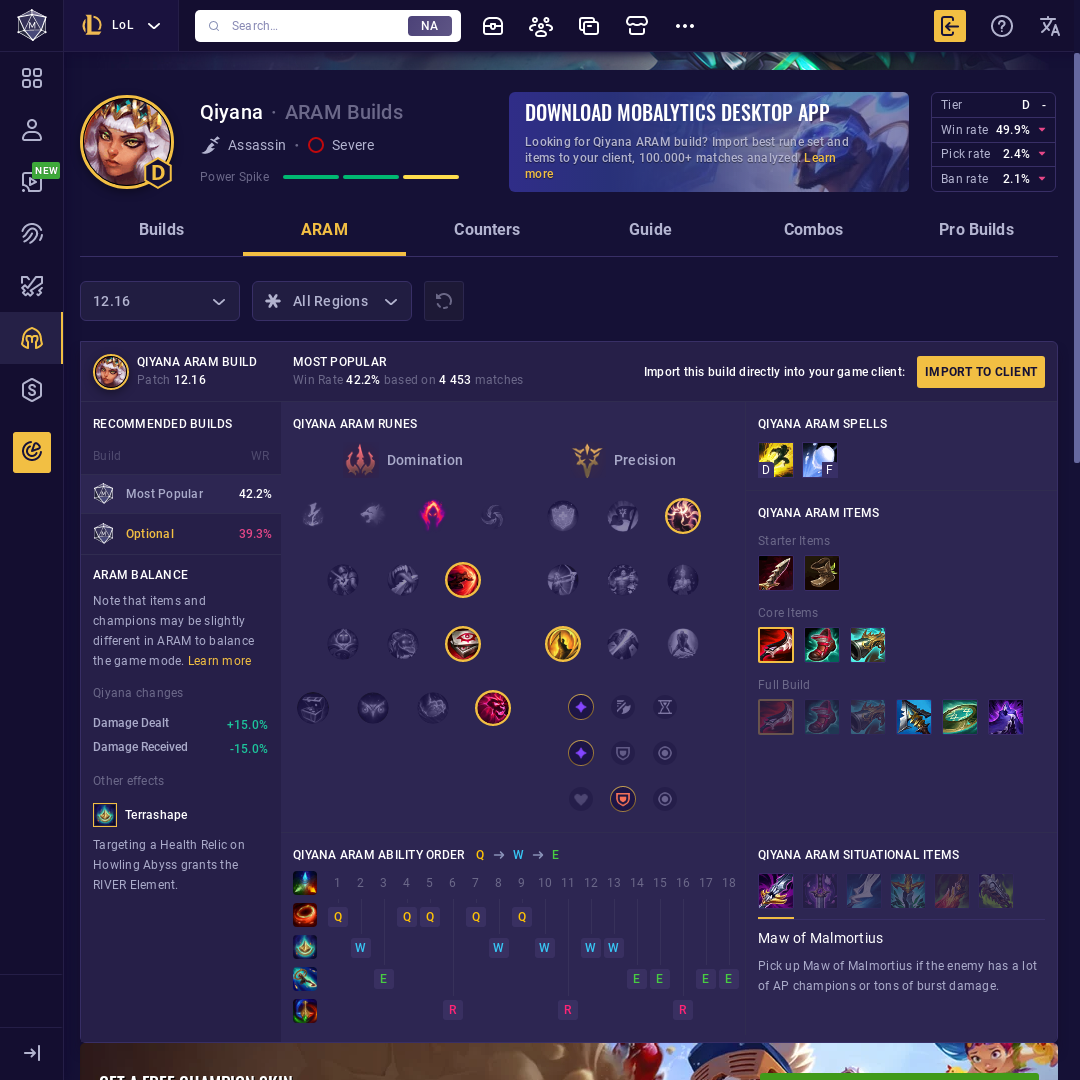 LoL
Search...
NA
NEW
Qiyana · ARAM Builds
Assassin • Severe
Power Spike
D
DOWNLOAD MOBALYTICS DESKTOP APP
Looking for Qiyana ARAM build? Import best rune set and
items to your client, 100.000+ matches analyzed. Learn
more
Tier D -
Win rate 49.9%
Pick rate 2.4%
Ban rate 2.1%
Builds
ARAM
Counters
Guide
Combos
Pro Builds
12.16
All Regions
QIYANA ARAM BUILD
Patch 12.16
MOST POPULAR
Win Rate 42.2% based on 4 453 matches
Import this build directly into your game client:
IMPORT TO CLIENT
RECOMMENDED BUILDS
Build WR
Most Popular 42.2%
Optional 39.3%
ARAM BALANCE
Note that items and
champions may be slightly
different in ARAM to balance
the game mode. Learn more
Qiyana changes
Damage Dealt +15.0%
Damage Received -15.0%
Other effects
Terrashape
Targeting a Health Relic on
Howling Abyss grants the
RIVER Element.
QIYANA ARAM RUNES
Domination
Precision
QIYANA ARAM SPELLS
D
F
QIYANA ARAM ITEMS
Starter Items
Core Items
Full Build
QIYANA ARAM ABILITY ORDER Q → W → E
1 2 3 4 5 6 7 8 9 10 11 12 13 14 15 16 17 18
Q Q Q Q Q
W W W W W
E E E E E
R R R
QIYANA ARAM SITUATIONAL ITEMS
Maw of Malmortius
Pick up Maw of Malmortius if the enemy has a lot
of AP champions or tons of burst damage.
GET A FREE CHAMPION SKIN